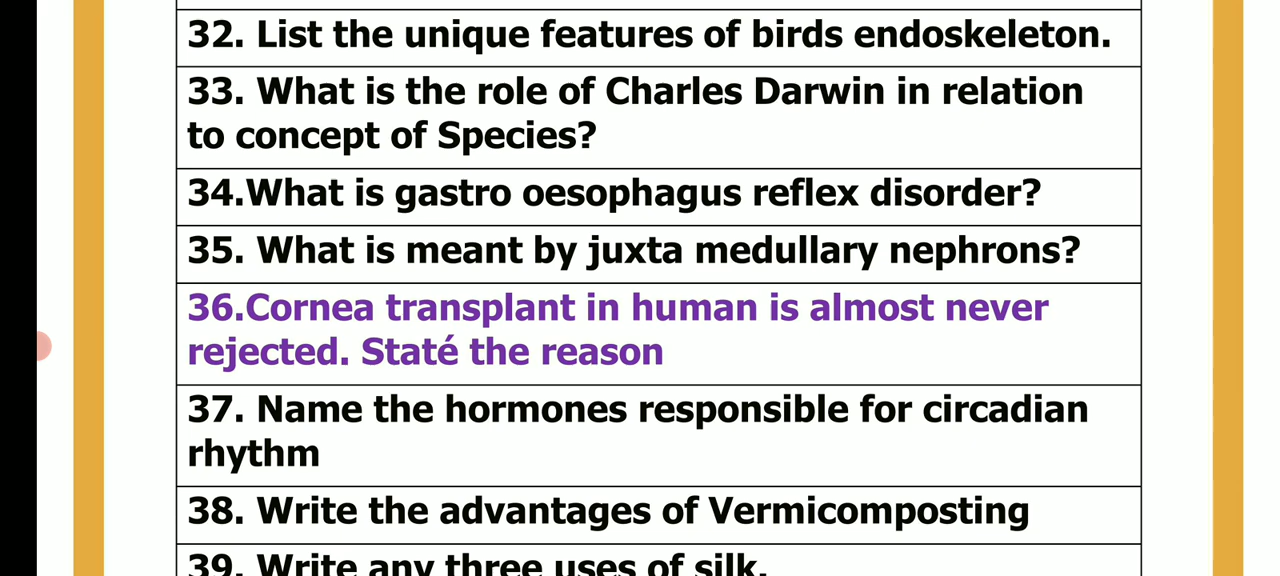 32. List the unique features of birds endoskeleton.
33. What is the role of Charles Darwin in relation
to concept of Species?
34.What is gastro oesophagus reflex disorder?
35. What is meant by juxta medullary nephrons?
36.Cornea transplant in human is almost never
rejected. Staté the reason
37. Name the hormones responsible for circadian
rhythm
38. Write the advantages of Vermicomposting
39. Write any three uses of silk.